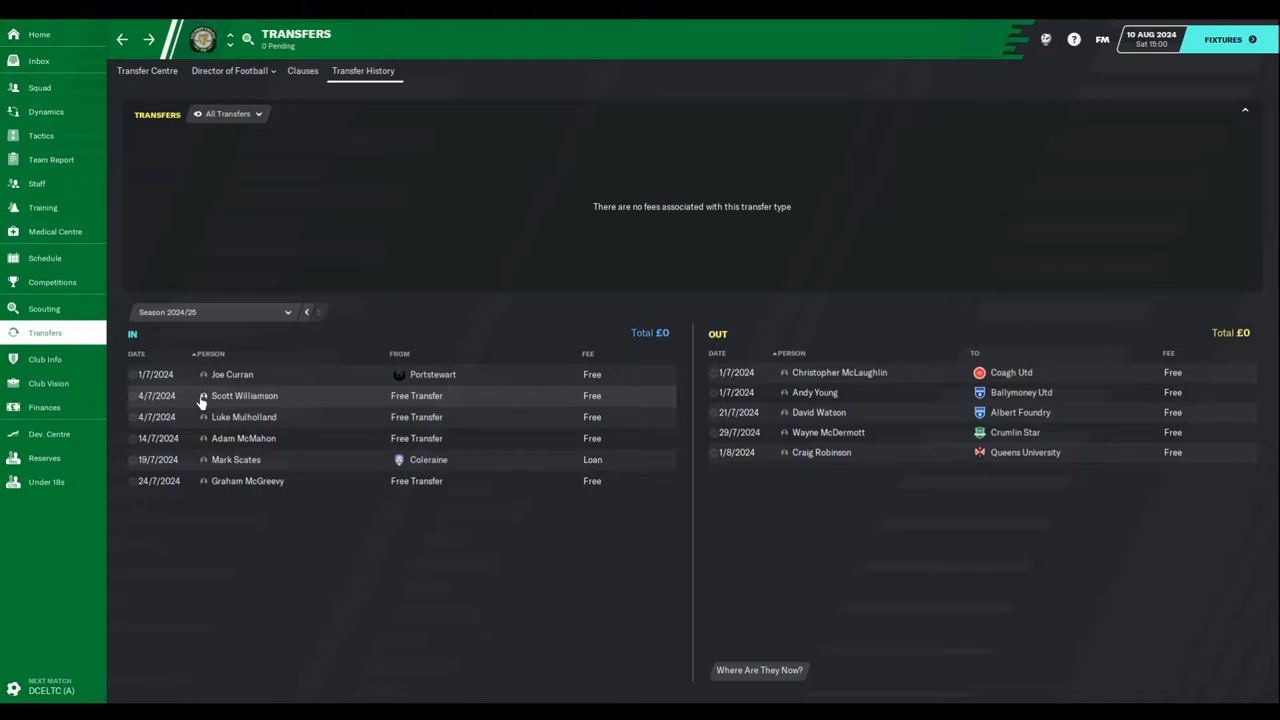 Home
Inbox
Squad
Dynamics
Tactics
Team Report
Staff
Training
Medical Centre
Schedule
Competitions
Scouting
Transfers
Club Info
Club Vision
Finances
Dev. Centre
Reserves
Under 18s
NEXT MATCH
DCELTC (A)
TRANSFERS
0 Pending
FM
10 AUG 2024
Sat 15:00
FIXTURES
Transfer Centre Director of Football Clauses Transfer History
TRANSFERS All Transfers
There are no fees associated with this transfer type
Season 2024/25
IN Total £0
DATE PERSON FROM FEE
1/7/2024 Joe Curran Portstewart Free
4/7/2024 Scott Williamson Free Transfer Free
4/7/2024 Luke Mulholland Free Transfer Free
14/7/2024 Adam McMahon Free Transfer Free
19/7/2024 Mark Scates Coleraine Loan
24/7/2024 Graham McGreevy Free Transfer Free
OUT Total £0
DATE PERSON TO FEE
1/7/2024 Christopher McLaughlin Coagh Utd Free
1/7/2024 Andy Young Ballymoney Utd Free
21/7/2024 David Watson Albert Foundry Free
29/7/2024 Wayne McDermott Crumlin Star Free
1/8/2024 Craig Robinson Queens University Free
Where Are They Now?